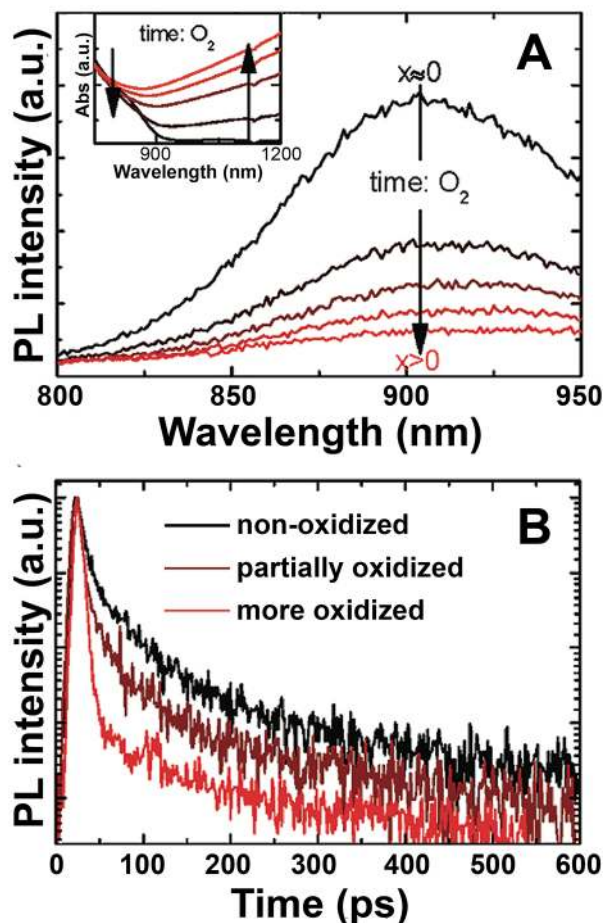 A
time: O₂
Abs (a.u.)
900
1200
Wavelength (nm)
x≈0
time: O₂
x>0
PL intensity (a.u.)
800
850
900
950
Wavelength (nm)
B
non-oxidized
partially oxidized
more oxidized
PL intensity (a.u.)
0
100
200
300
400
500
600
Time (ps)